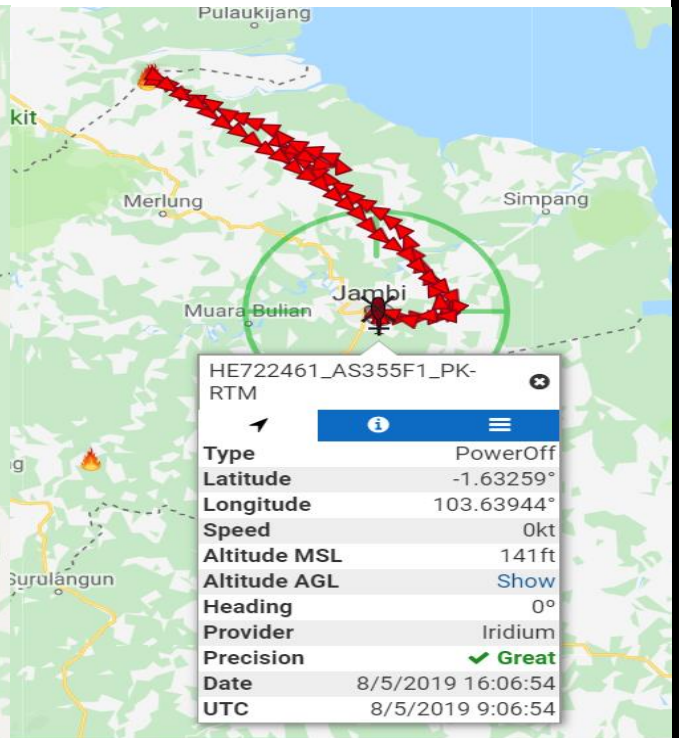 Pulaukijang
kit
Merlung
Simpang
Jambi
Muara Bulian
HE722461_AS355F1_PK-
RTM
Type PowerOff
Latitude -1.63259°
Longitude 103.63944°
Speed 0kt
Altitude MSL 141ft
Altitude AGL Show
Heading 0°
Provider Iridium
Precision ✔ Great
Date 8/5/2019 16:06:54
UTC 8/5/2019 9:06:54
g
Surulangun